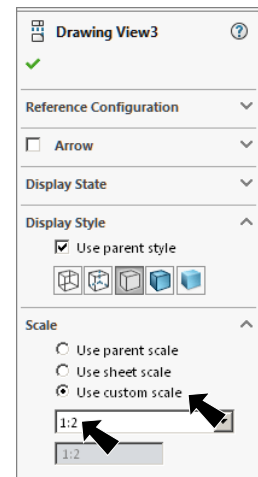 Drawing View3
Reference Configuration
Arrow
Display State
Display Style
Use parent style
Scale
Use parent scale
Use sheet scale
Use custom scale
1:2
1:2